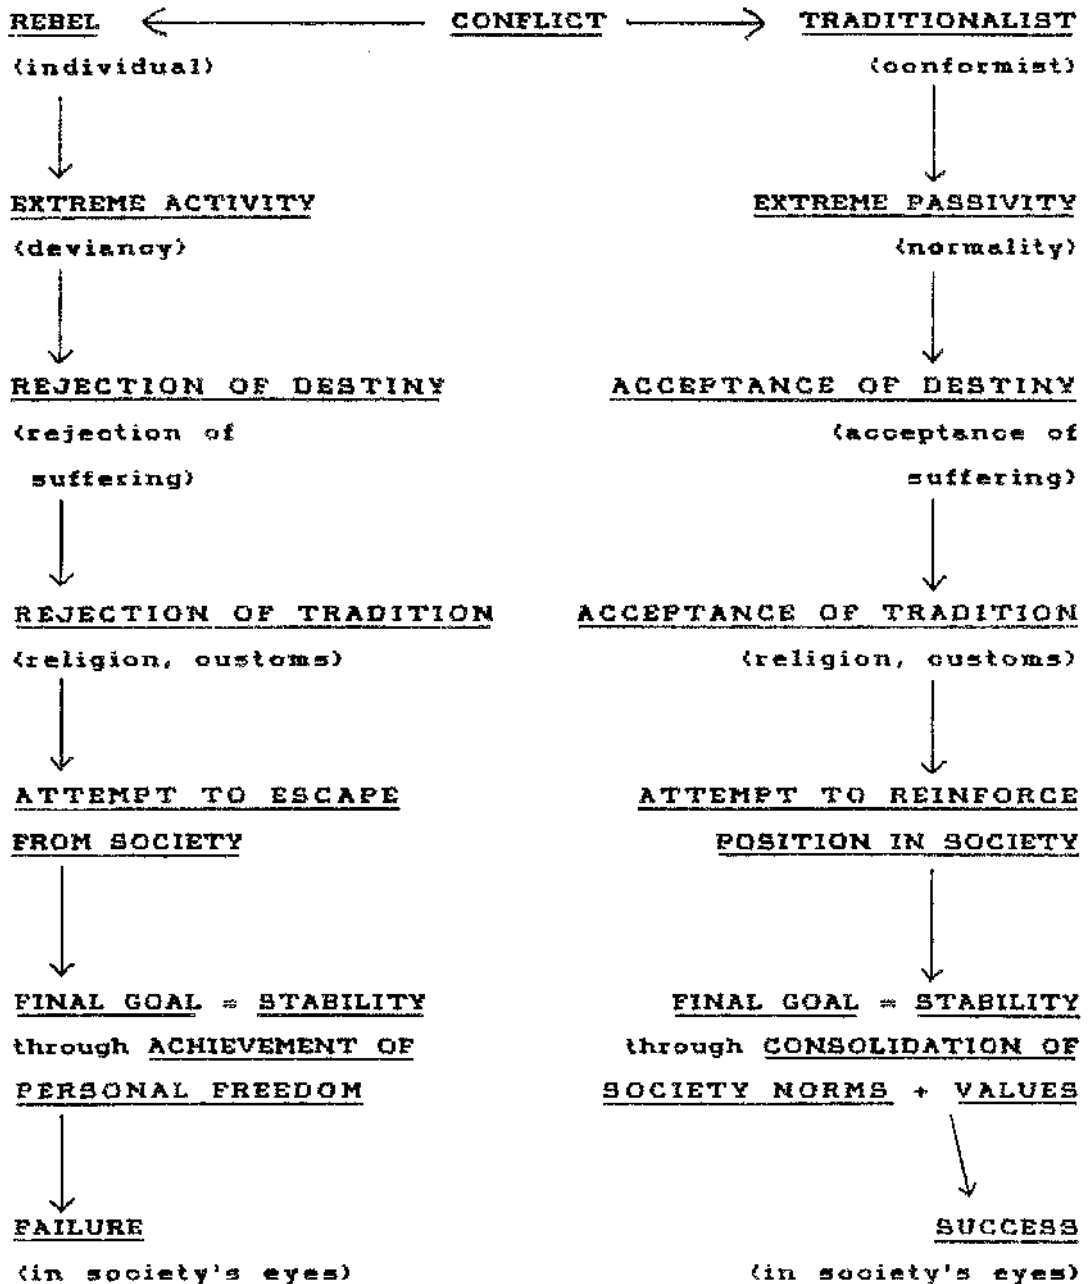 REBEL CONFLICT TRADITIONALIST
(individual) (conformist)
EXTREME ACTIVITY EXTREME PASSIVITY
(deviancy) (normality)
REJECTION OF DESTINY ACCEPTANCE OF DESTINY
(rejection of (acceptance of
suffering) suffering)
REJECTION OF TRADITION ACCEPTANCE OF TRADITION
(religion, customs) (religion, customs)
ATTEMPT TO ESCAPE ATTEMPT TO REINFORCE
FROM SOCIETY POSITION IN SOCIETY
FINAL GOAL = STABILITY FINAL GOAL = STABILITY
through ACHIEVEMENT OF through CONSOLIDATION OF
PERSONAL FREEDOM SOCIETY NORMS + VALUES
FAILURE SUCCESS
(in society's eyes) (in society's eyes)